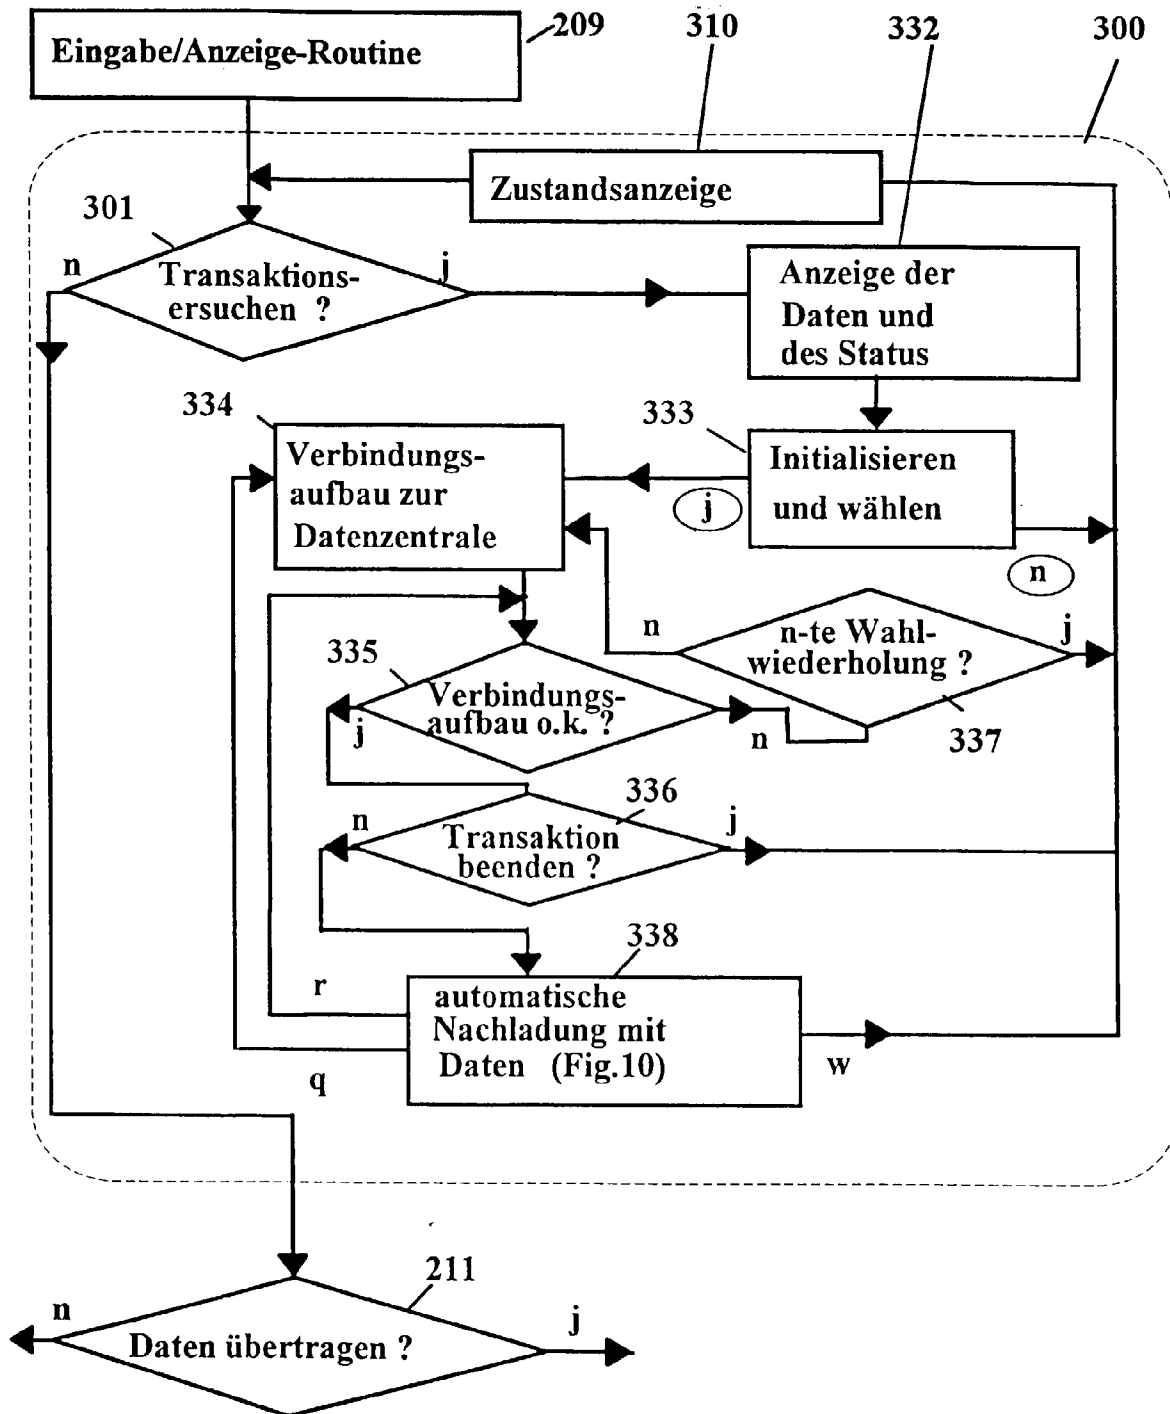 209 310 332 300
Eingabe/Anzeige-Routine
Zustandsanzeige
301
n j
Transaktions-
ersuchen ?
Anzeige der
Daten und
des Status
334
333
Verbindungs-
aufbau zur
Datenzentrale
Initialisieren
und wählen
j
n
n j
n-te Wahl-
wiederholung ?
335
337
Verbindungs-
aufbau o.k. ?
j n
336
n j
Transaktion
beenden ?
338
r
automatische
Nachladung mit
Daten (Fig.10)
q w
211
n j
Daten übertragen ?